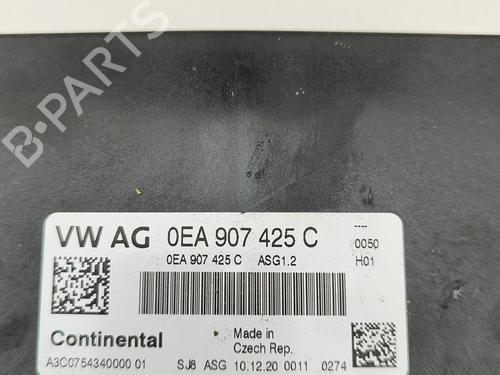 B-PARTS
VW AG 0EA 907 425 C
0EA 907 425 C ASG1.2
0050
H01
Continental
Made in
Czech Rep.
A3C0754340000 01
SJ8 ASG 10.12.20 0011 0274